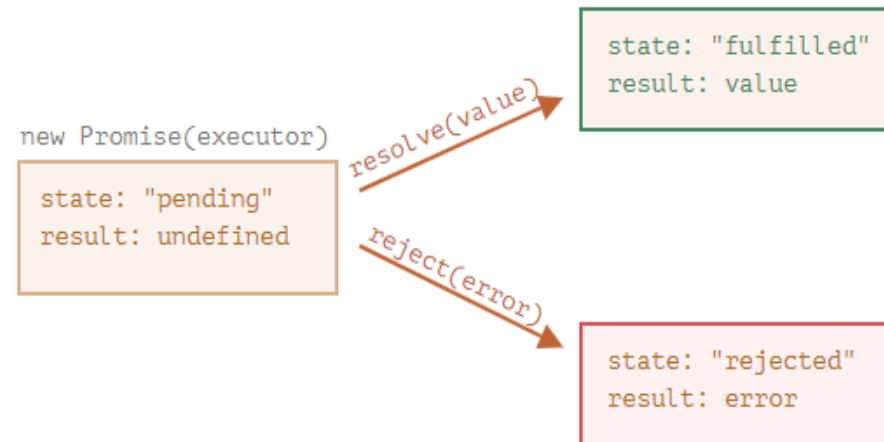 new Promise(executor)
state: "pending"
result: undefined
resolve(value)
state: "fulfilled"
result: value
reject(error)
state: "rejected"
result: error